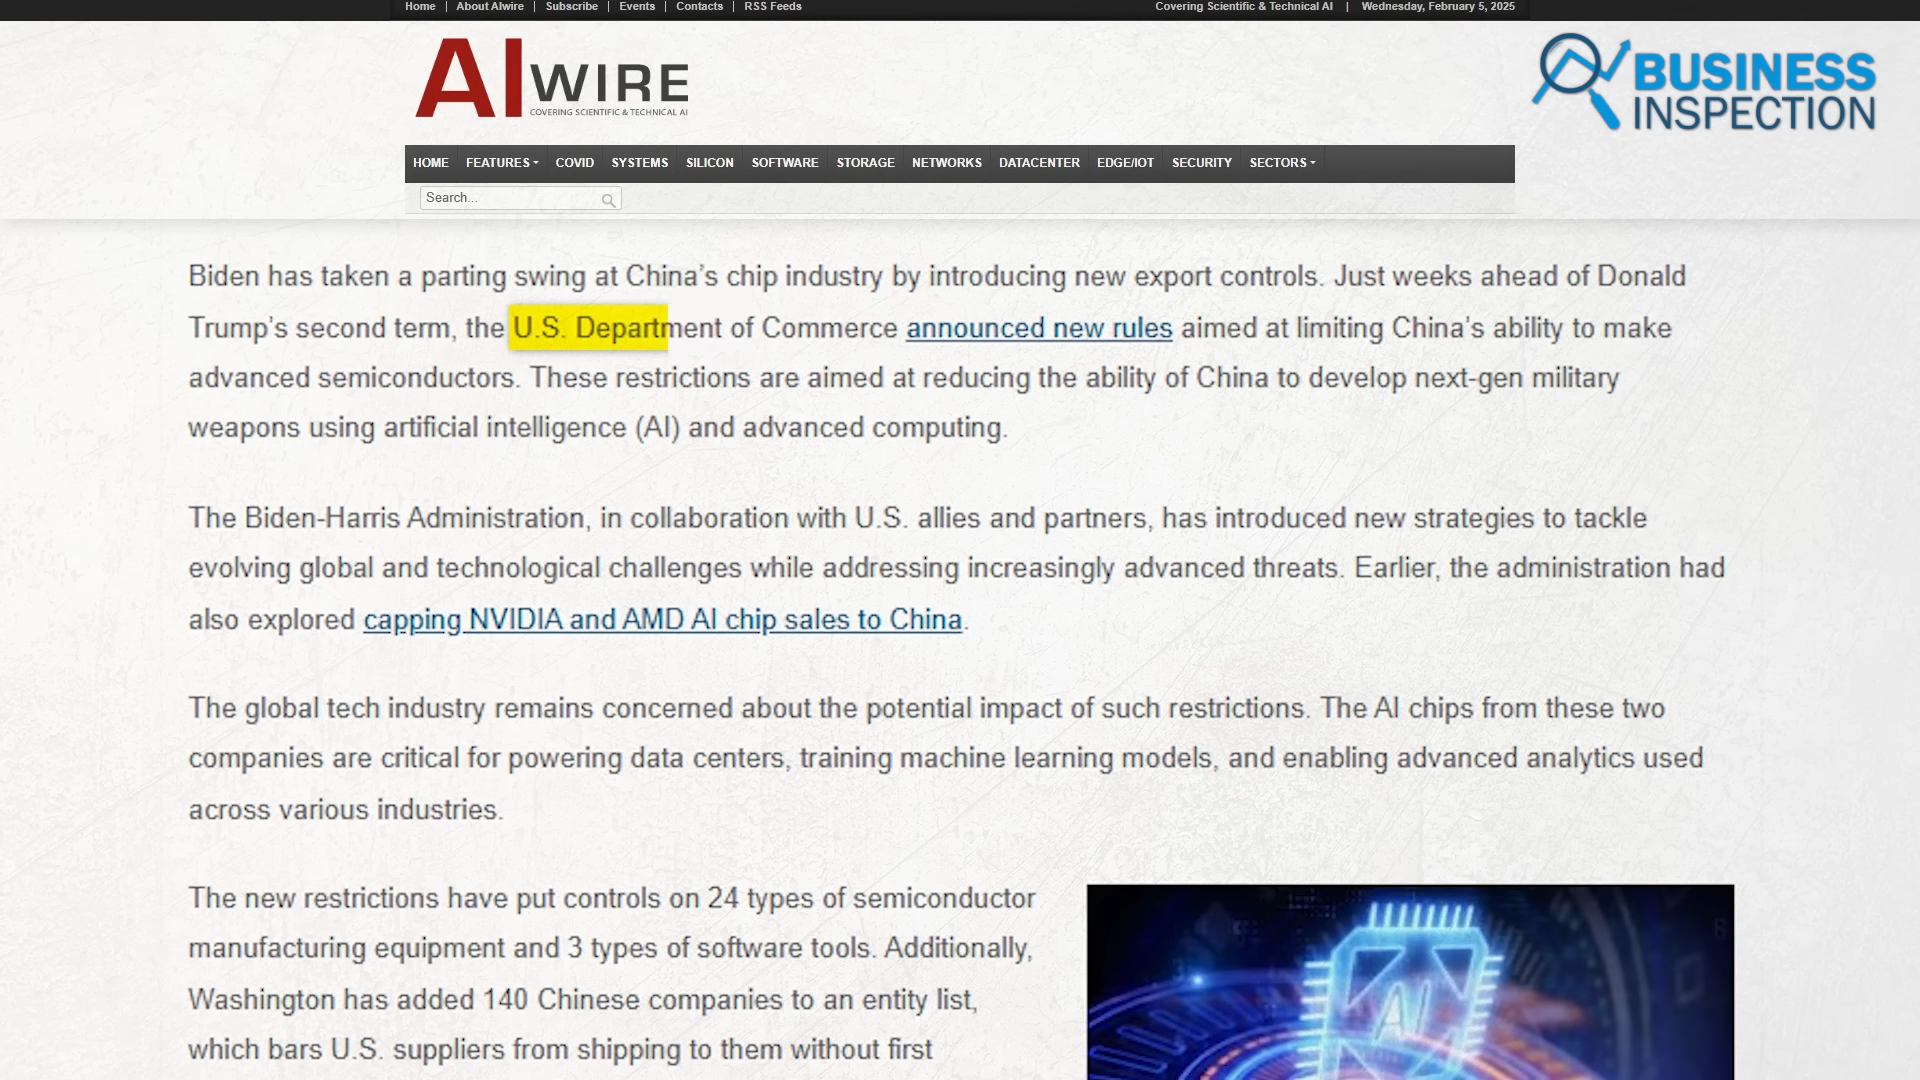 Home | About AIwire | Subscribe | Events | Contacts | RSS Feeds
Covering Scientific & Technical AI | Wednesday, February 5, 2025
AIWIRE
COVERING SCIENTIFIC & TECHNICAL AI
BUSINESS
INSPECTION
HOME FEATURES COVID SYSTEMS SILICON SOFTWARE STORAGE NETWORKS DATACENTER EDGE/IOT SECURITY SECTORS
Search...
Biden has taken a parting swing at China’s chip industry by introducing new export controls. Just weeks ahead of Donald
Trump’s second term, the U.S. Department of Commerce announced new rules aimed at limiting China’s ability to make
advanced semiconductors. These restrictions are aimed at reducing the ability of China to develop next-gen military
weapons using artificial intelligence (AI) and advanced computing.
The Biden-Harris Administration, in collaboration with U.S. allies and partners, has introduced new strategies to tackle
evolving global and technological challenges while addressing increasingly advanced threats. Earlier, the administration had
also explored capping NVIDIA and AMD AI chip sales to China.
The global tech industry remains concerned about the potential impact of such restrictions. The AI chips from these two
companies are critical for powering data centers, training machine learning models, and enabling advanced analytics used
across various industries.
The new restrictions have put controls on 24 types of semiconductor
manufacturing equipment and 3 types of software tools. Additionally,
Washington has added 140 Chinese companies to an entity list,
which bars U.S. suppliers from shipping to them without first
AI